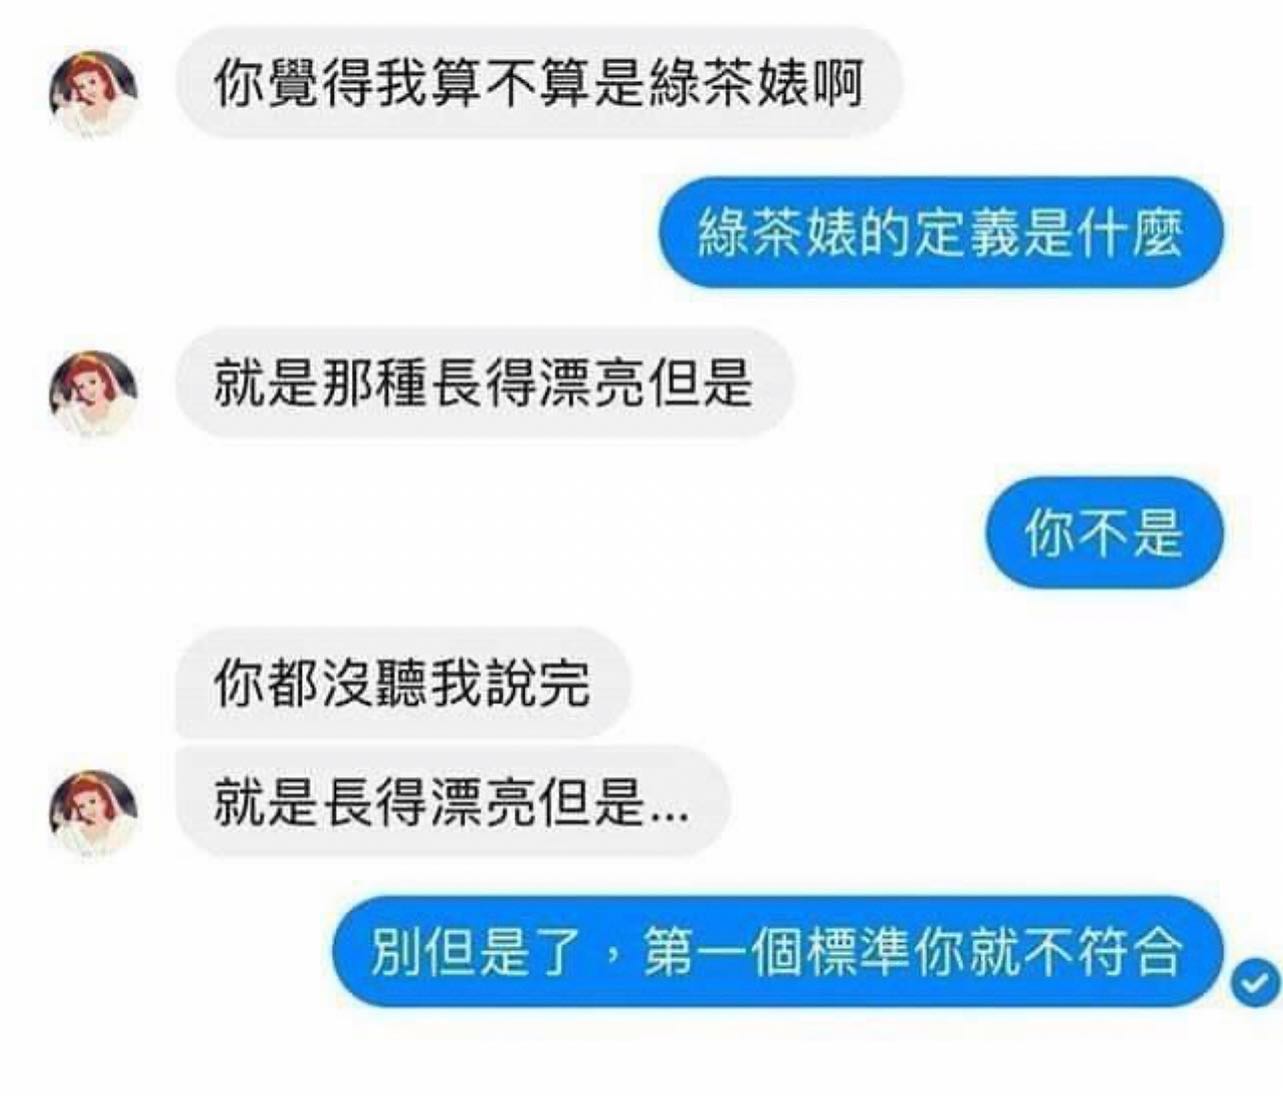 你覺得我算不算是綠茶婊啊
綠茶婊的定義是什麼
就是那種長得漂亮但是
你不是
你都沒聽我說完
就是長得漂亮但是...
別但是了，第一個標準你就不符合